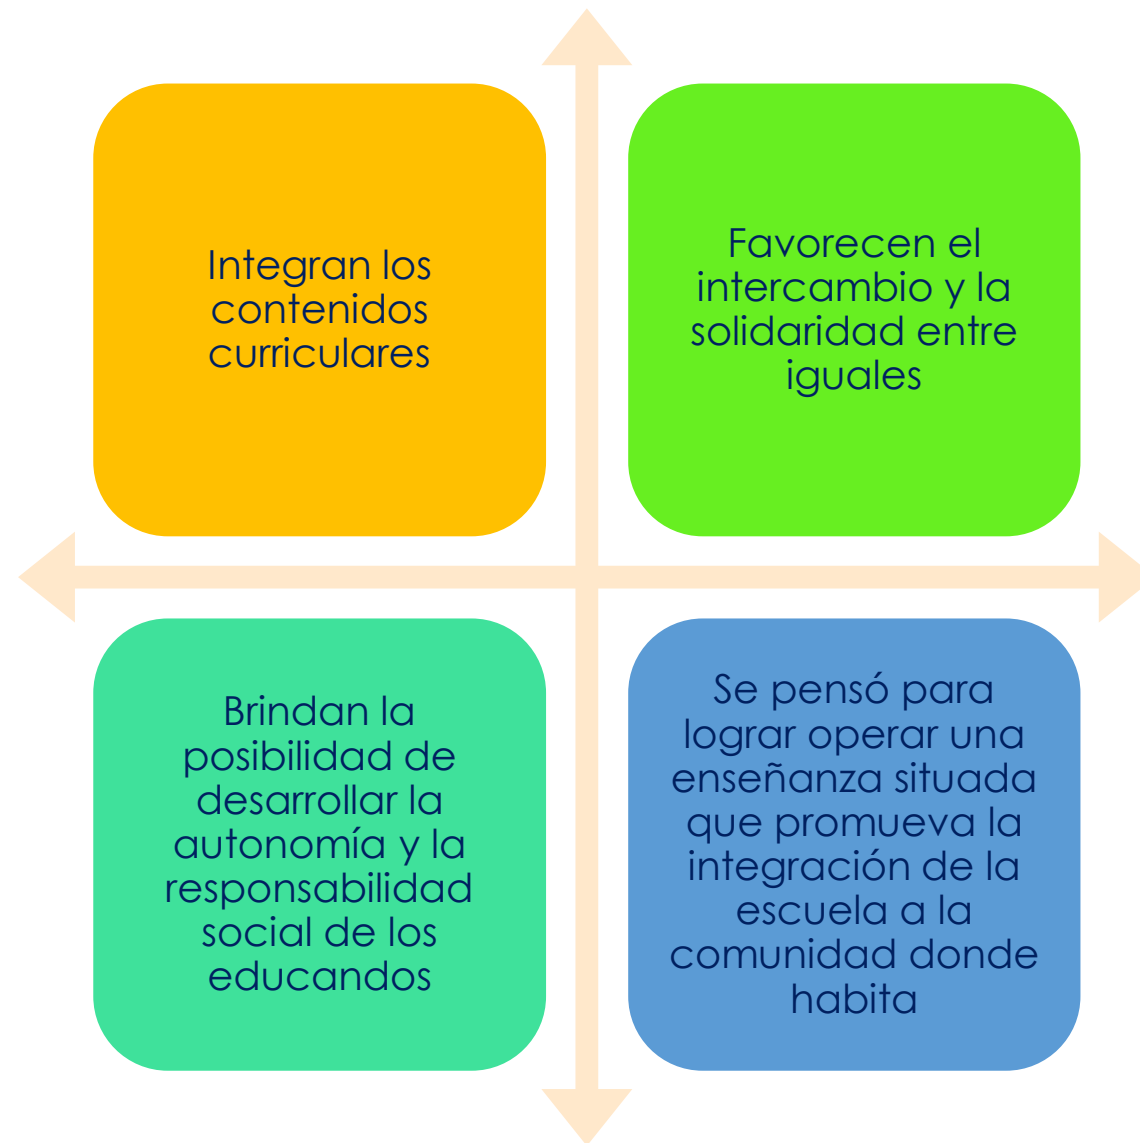 Integran los
contenidos
curriculares
Favorecen el
intercambio y la
solidaridad entre
iguales
Brindan la
posibilidad de
desarrollar la
autonomía y la
responsabilidad
social de los
educandos
Se pensó para
lograr operar una
enseñanza situada
que promueva la
integración de la
escuela a la
comunidad donde
habita